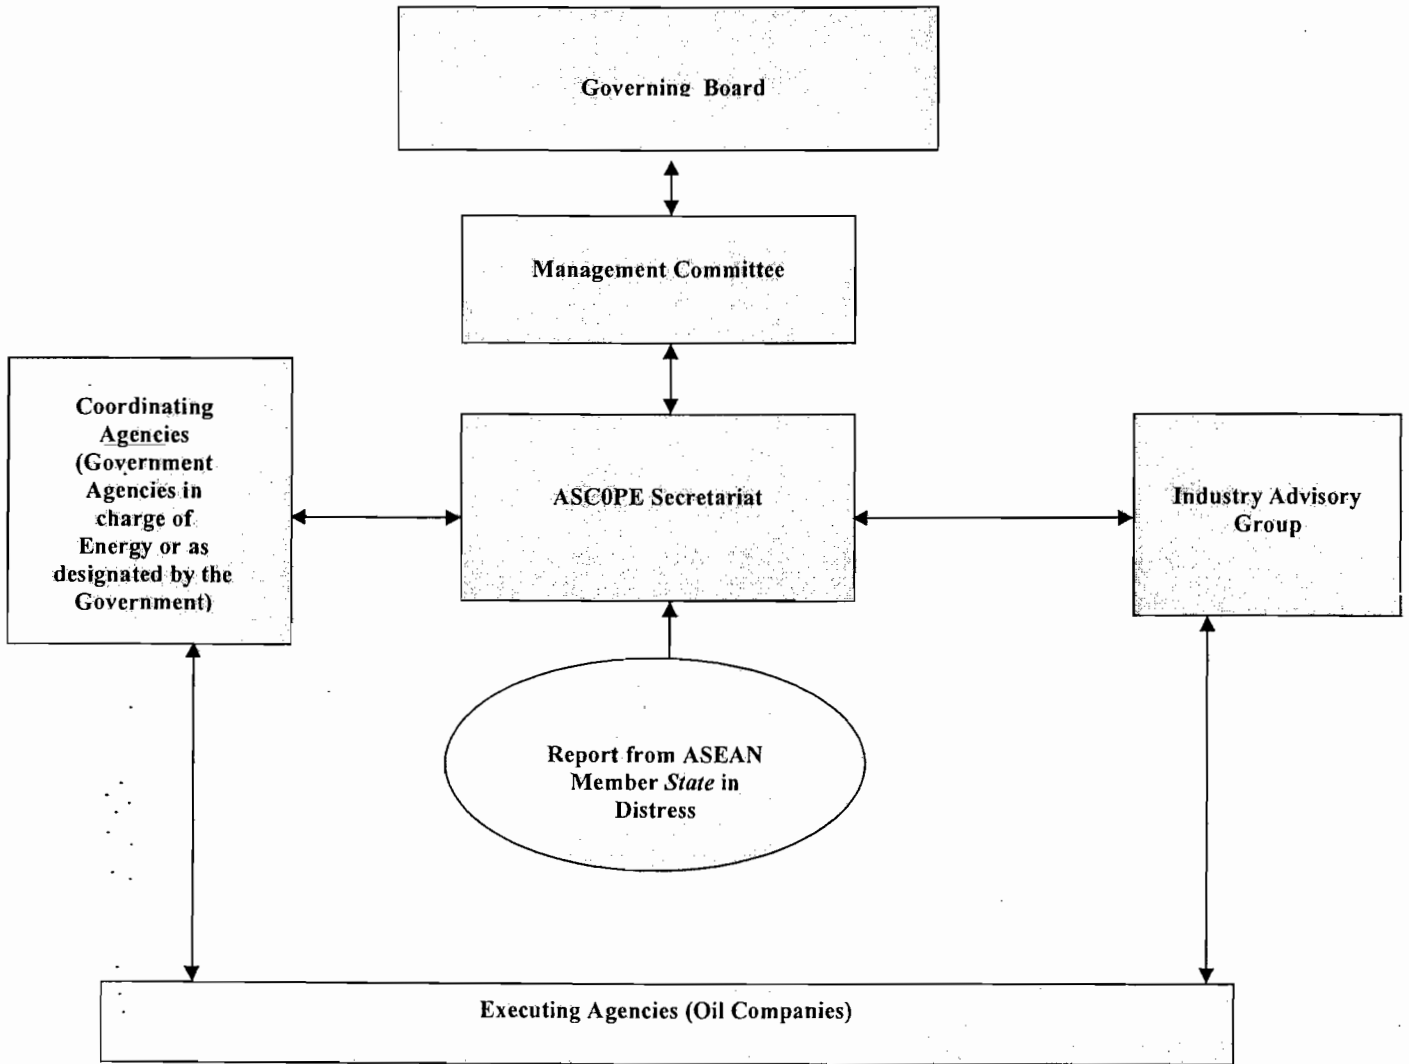 Governing Board
Management Committee
Coordinating
Agencies
(Government
Agencies in
charge of
Energy or as
designated by the
Government)
ASC0PE Secretariat
Industry Advisory
Group
Report from ASEAN
Member State in
Distress
Executing Agencies (Oil Companies)